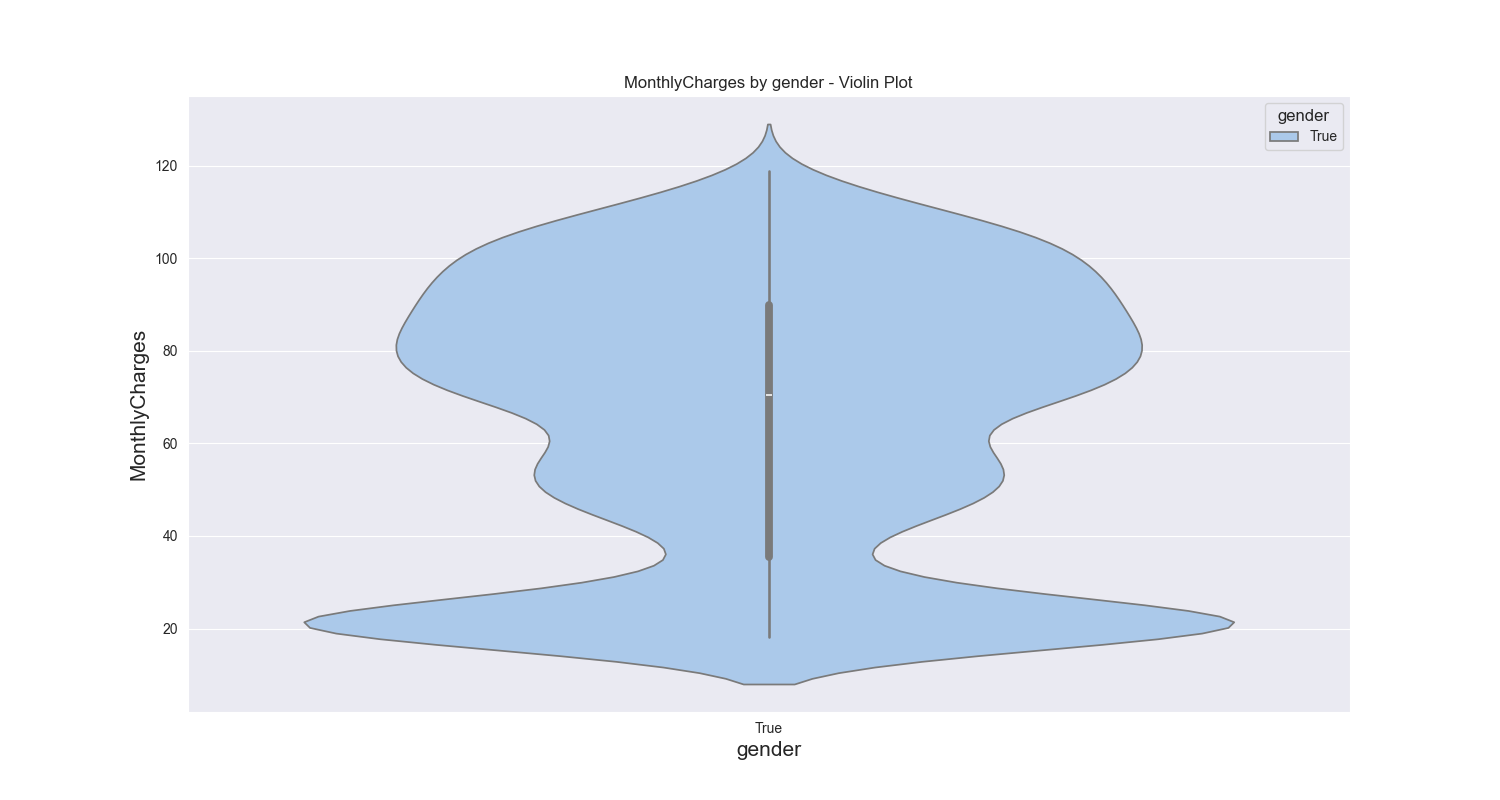 MonthlyCharges by gender - Violin Plot
gender
True
120
100
80
60
40
20
MonthlyCharges
True
gender